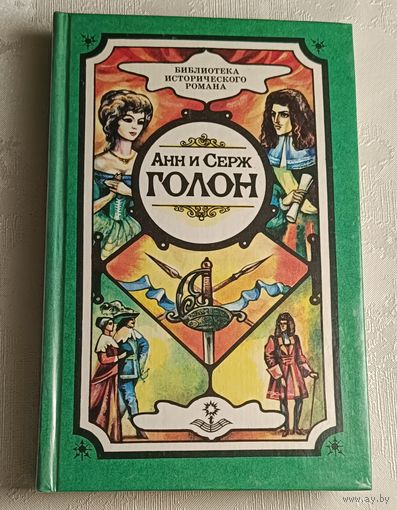 БИБЛИОТЕКА
ИСТОРИЧЕСКОГО
РОМАНА
АНН И СЕРЖ
ГОЛОН
www.ay.by